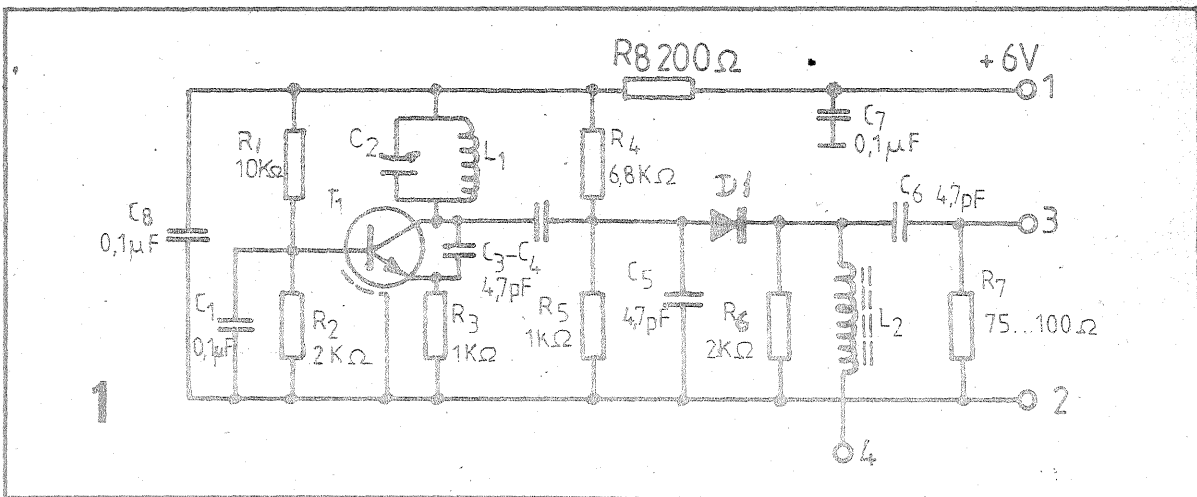 R8 200Ω
+6V
1
C7
0,1μF
R1
10KΩ
C2
L1
R4
6,8KΩ
D1
C6 4,7pF
3
C8
0,1μF
T1
C3-C4
4,7pF
C5
4,7pF
C1
0,1μF
R2
2KΩ
R3
1KΩ
R5
1KΩ
R6
2KΩ
L2
R7
75...100Ω
1
2
4